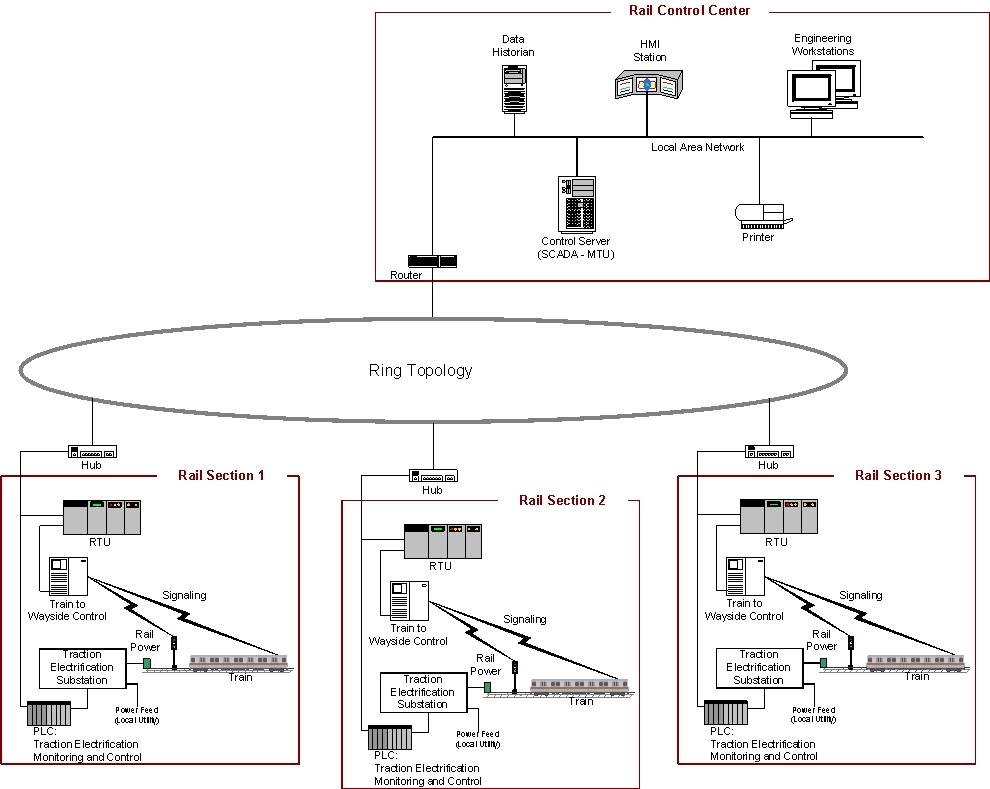 Rail Control Center
Data
Historian
HMI
Station
Engineering
Workstations
Local Area Network
Control Server
(SCADA - MTU)
Printer
Router
Ring Topology
Hub
Rail Section 1
RTU
Train to
Wayside Control
Signaling
Rail
Power
Traction
Electrification
Substation
Train
Power Feed
(Local Utility)
PLC:
Traction Electrification
Monitoring and Control
Hub
Rail Section 2
RTU
Train to
Wayside Control
Signaling
Rail
Power
Traction
Electrification
Substation
Train
Power Feed
(Local Utility)
PLC:
Traction Electrification
Monitoring and Control
Hub
Rail Section 3
RTU
Train to
Wayside Control
Signaling
Rail
Power
Traction
Electrification
Substation
Train
Power Feed
(Local Utility)
PLC:
Traction Electrification
Monitoring and Control